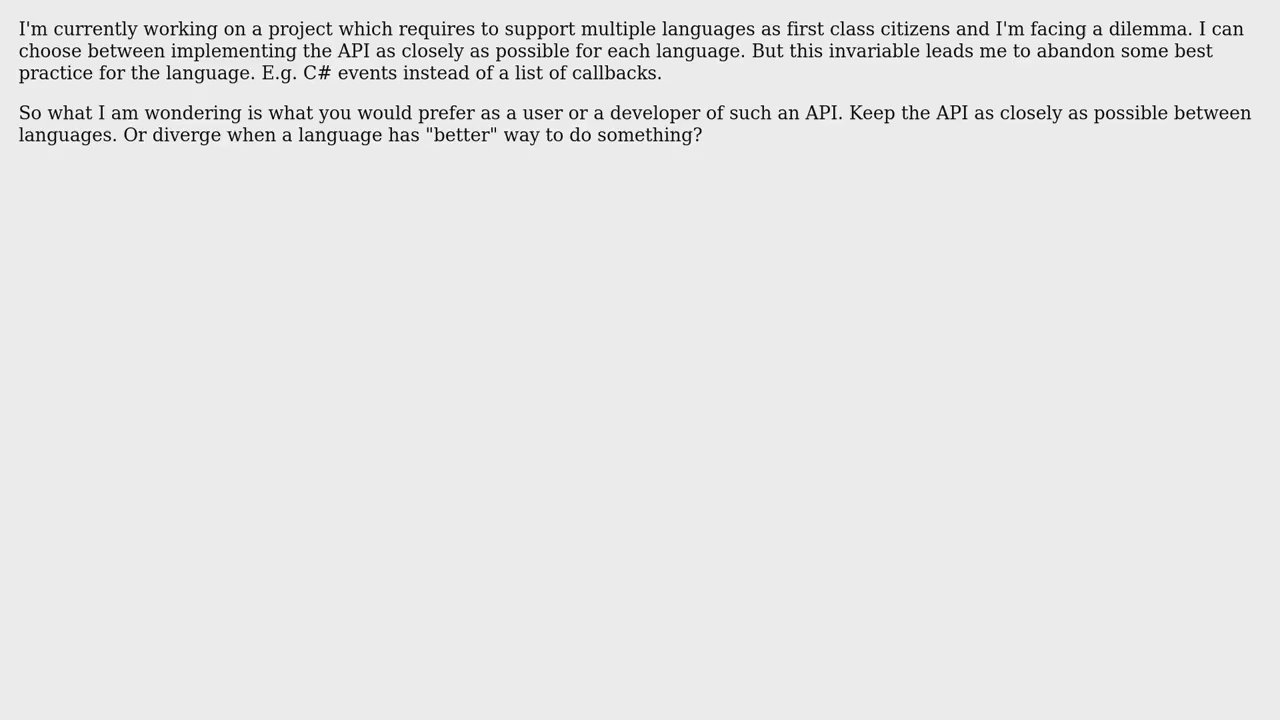 I'm currently working on a project which requires to support multiple languages as first class citizens and I'm facing a dilemma. I can
choose between implementing the API as closely as possible for each language. But this invariable leads me to abandon some best
practice for the language. E.g. C# events instead of a list of callbacks.
So what I am wondering is what you would prefer as a user or a developer of such an API. Keep the API as closely as possible between
languages. Or diverge when a language has "better" way to do something?